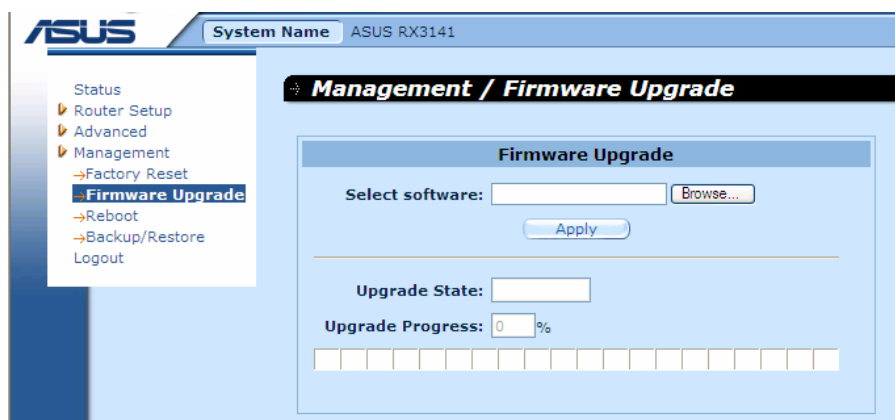 ASUS
System Name ASUS RX3141
Status
Router Setup
Advanced
Management
→Factory Reset
→Firmware Upgrade
→Reboot
→Backup/Restore
Logout
Management / Firmware Upgrade
Firmware Upgrade
Select software: Browse...
Apply
Upgrade State:
Upgrade Progress: 0 %